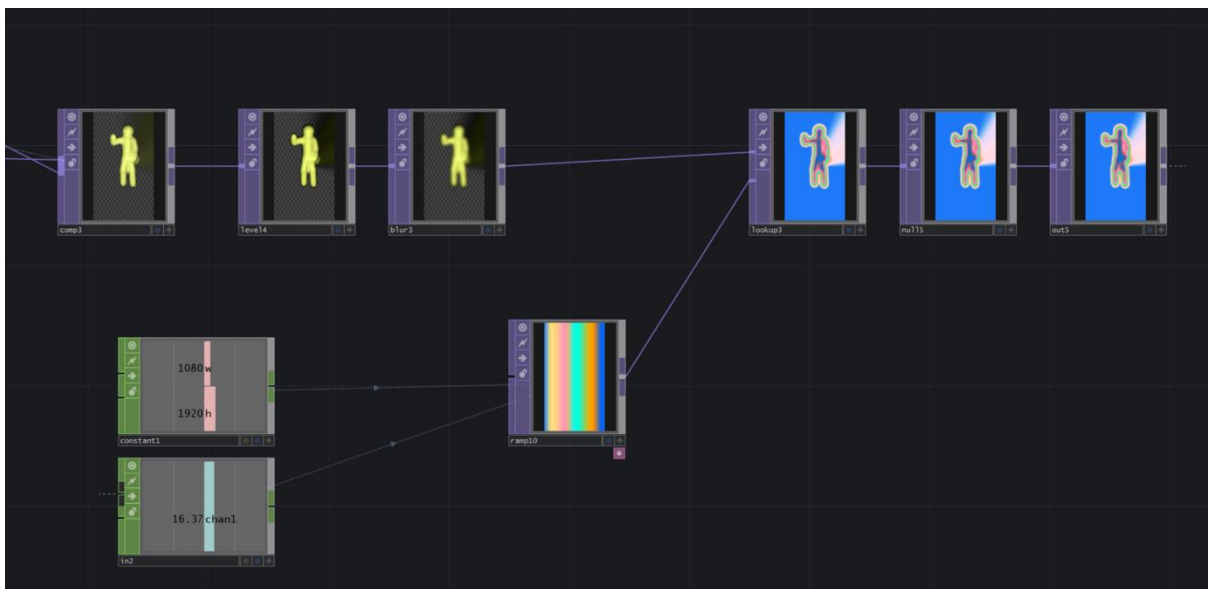 comp3
level4
blur3
lookup3
null5
out5
1080 w
1920 h
constant1
ramp10
16.37 chan1
in2